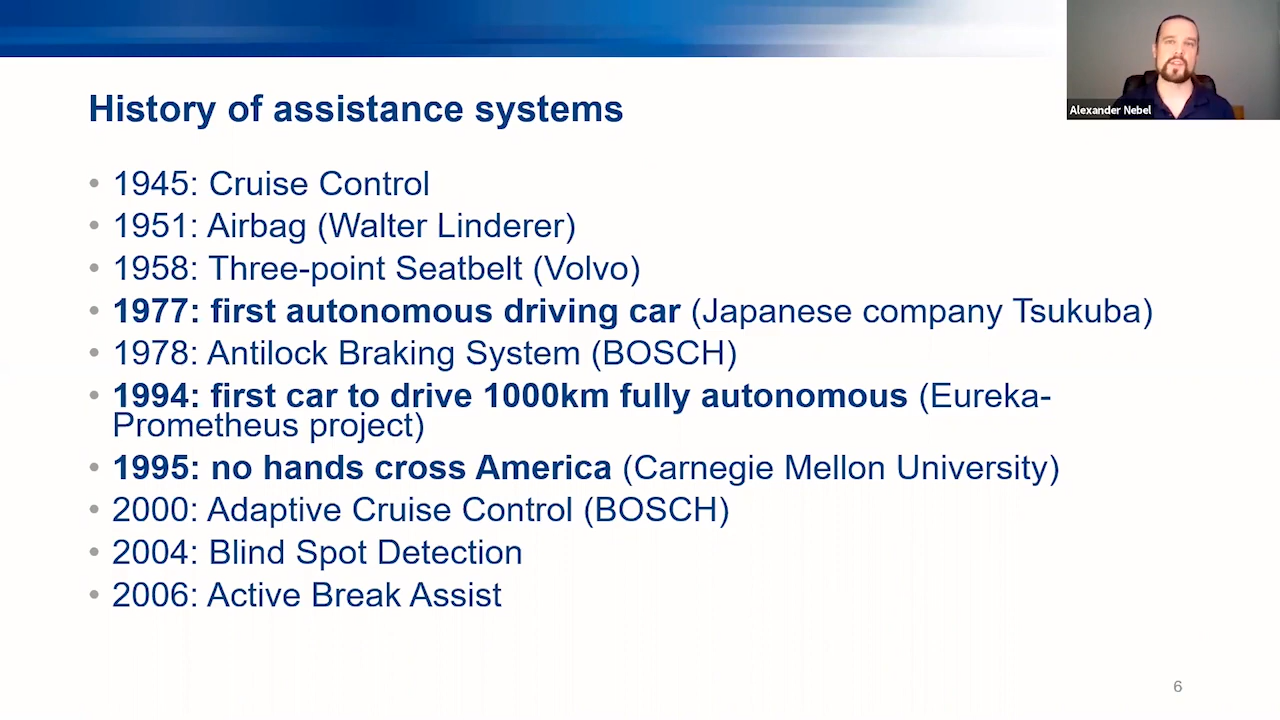 Alexander Nebel
History of assistance systems
• 1945: Cruise Control
• 1951: Airbag (Walter Linderer)
• 1958: Three-point Seatbelt (Volvo)
• 1977: first autonomous driving car (Japanese company Tsukuba)
• 1978: Antilock Braking System (BOSCH)
• 1994: first car to drive 1000km fully autonomous (Eureka-
Prometheus project)
• 1995: no hands cross America (Carnegie Mellon University)
• 2000: Adaptive Cruise Control (BOSCH)
• 2004: Blind Spot Detection
• 2006: Active Break Assist
6